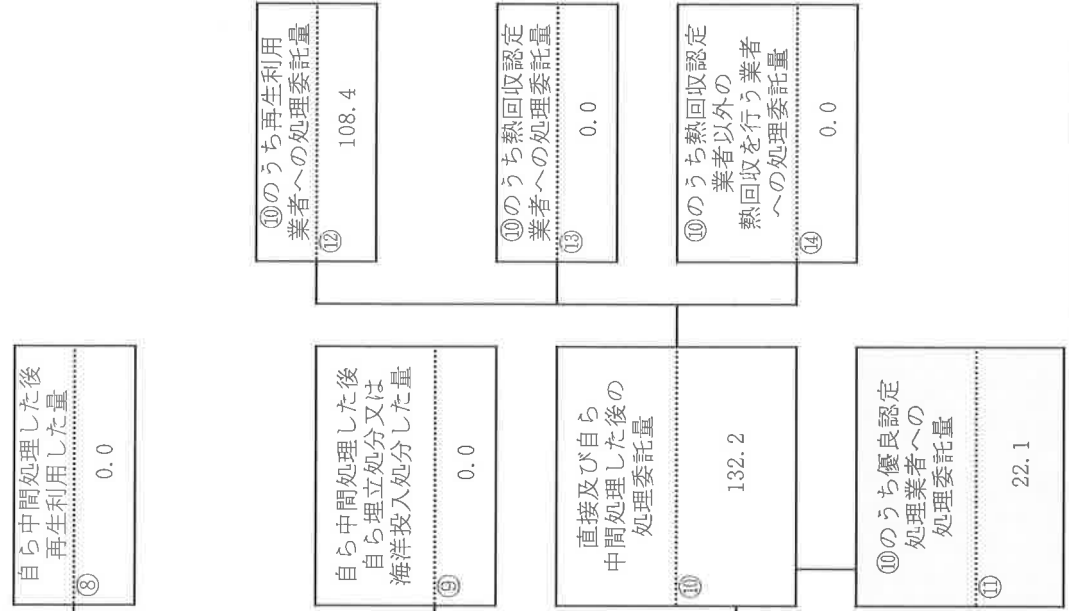 自ら中間処理した後
再生利用した量
⑧
0.0
自ら中間処理した後
自ら埋立処分又は
海洋投入処分した量
⑨
0.0
直接及び自ら
中間処理した後の
処理委託量
⑩
132.2
⑩のうち優良認定
処理業者への
処理委託量
⑪
22.1
⑩のうち再生利用
業者への処理委託量
⑫
108.4
⑩のうち熱回収認定
業者への処理委託量
⑬
0.0
⑩のうち熱回収認定
業者以外の
熱回収を行う業者
への処理委託量
⑭
0.0